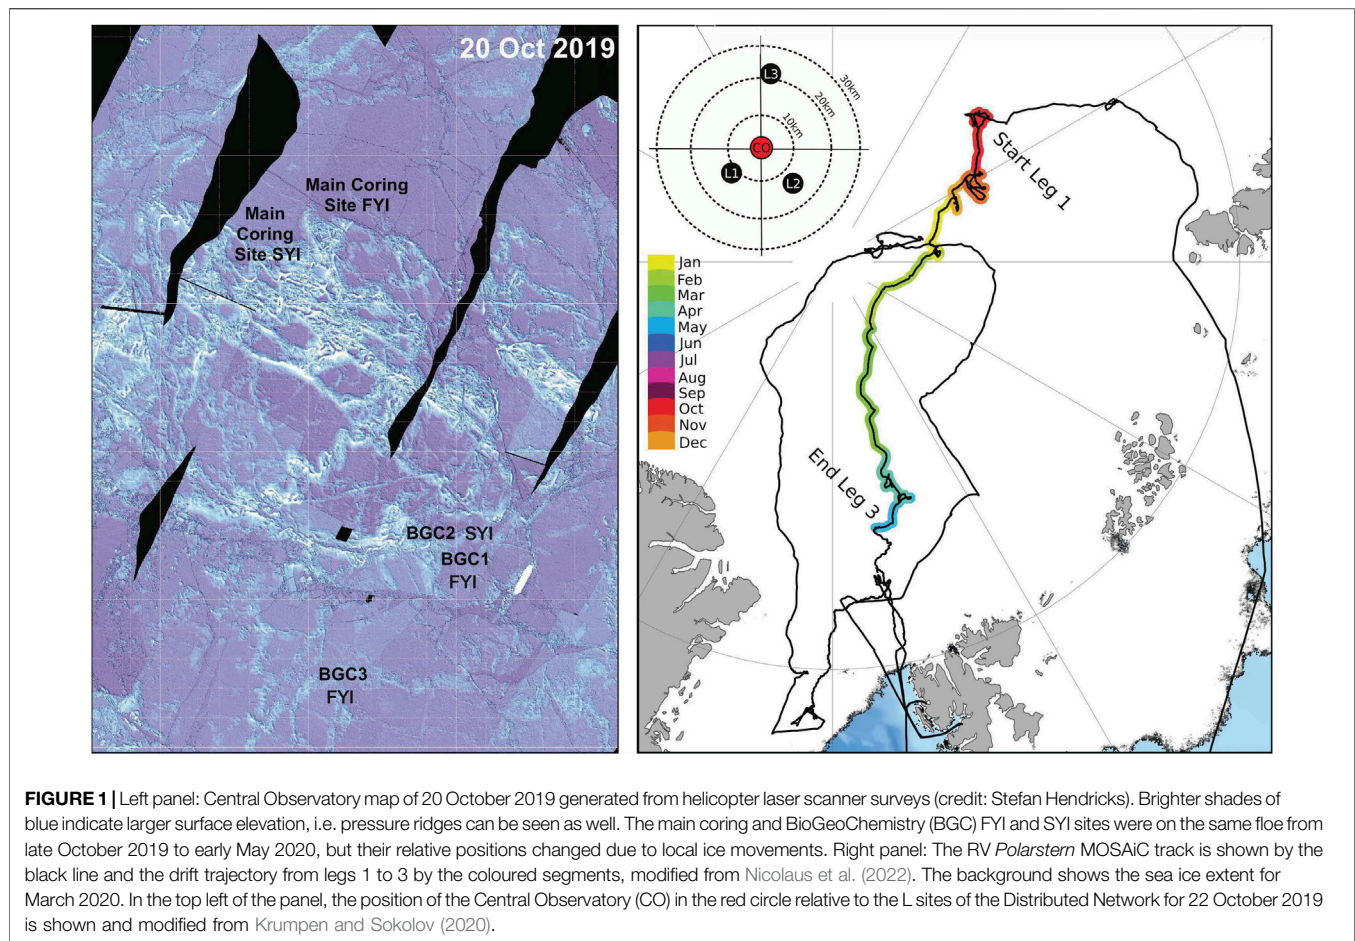 20 Oct 2019
Main Coring
Site FYI
Main
Coring
Site SYI
BGC2 SYI
BGC1
FYI
BGC3
FYI
30km
20km
10km
L3
CO
L1
L2
Start Leg 1
Jan
Feb
Mar
Apr
May
Jun
Jul
Aug
Sep
Oct
Nov
Dec
End Leg 3
FIGURE 1 | Left panel: Central Observatory map of 20 October 2019 generated from helicopter laser scanner surveys (credit: Stefan Hendricks). Brighter shades of
blue indicate larger surface elevation, i.e. pressure ridges can be seen as well. The main coring and BioGeoChemistry (BGC) FYI and SYI sites were on the same floe from
late October 2019 to early May 2020, but their relative positions changed due to local ice movements. Right panel: The RV Polarstern MOSAiC track is shown by the
black line and the drift trajectory from legs 1 to 3 by the coloured segments, modified from Nicolaus et al. (2022). The background shows the sea ice extent for
March 2020. In the top left of the panel, the position of the Central Observatory (CO) in the red circle relative to the L sites of the Distributed Network for 22 October 2019
is shown and modified from Krumpen and Sokolov (2020).